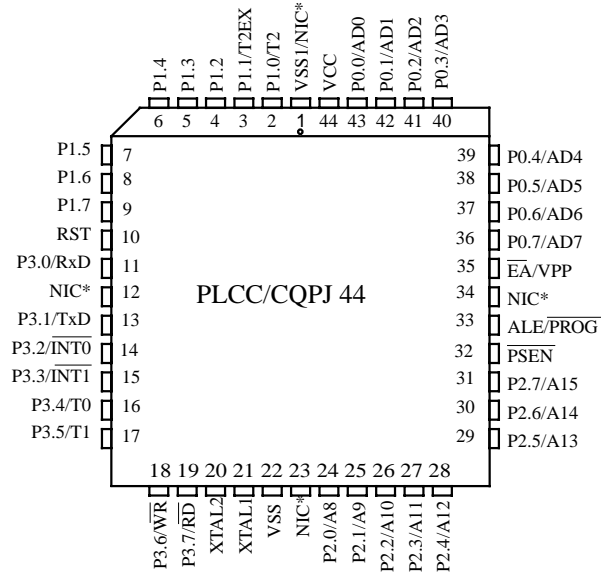 P1.4
P1.3
P1.2
P1.1/T2EX
P1.0/T2
VSS1/NIC*
VCC
P0.0/AD0
P0.1/AD1
P0.2/AD2
P0.3/AD3
6 5 4 3 2 1 44 43 42 41 40
P1.5 7
P1.6 8
P1.7 9
RST 10
P3.0/RxD 11
NIC* 12
P3.1/TxD 13
P3.2/INT0 14
P3.3/INT1 15
P3.4/T0 16
P3.5/T1 17
PLCC/CQPJ 44
39 P0.4/AD4
38 P0.5/AD5
37 P0.6/AD6
36 P0.7/AD7
35 EA/VPP
34 NIC*
33 ALE/PROG
32 PSEN
31 P2.7/A15
30 P2.6/A14
29 P2.5/A13
18 19 20 21 22 23 24 25 26 27 28
P3.6/WR
P3.7/RD
XTAL2
XTAL1
VSS
NIC*
P2.0/A8
P2.1/A9
P2.2/A10
P2.3/A11
P2.4/A12